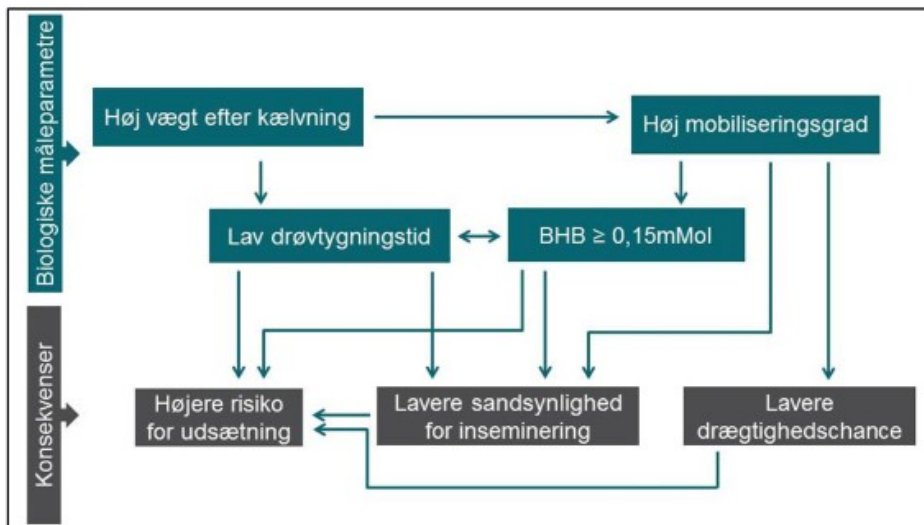 Biologiske måleparametre
Høj vægt efter kælvning
Høj mobiliseringsgrad
Lav drøvtygningstid
BHB ≥ 0,15mMol
Konsekvenser
Højere risiko
for udsætning
Lavere sandsynlighed
for inseminering
Lavere
drægtighedschance